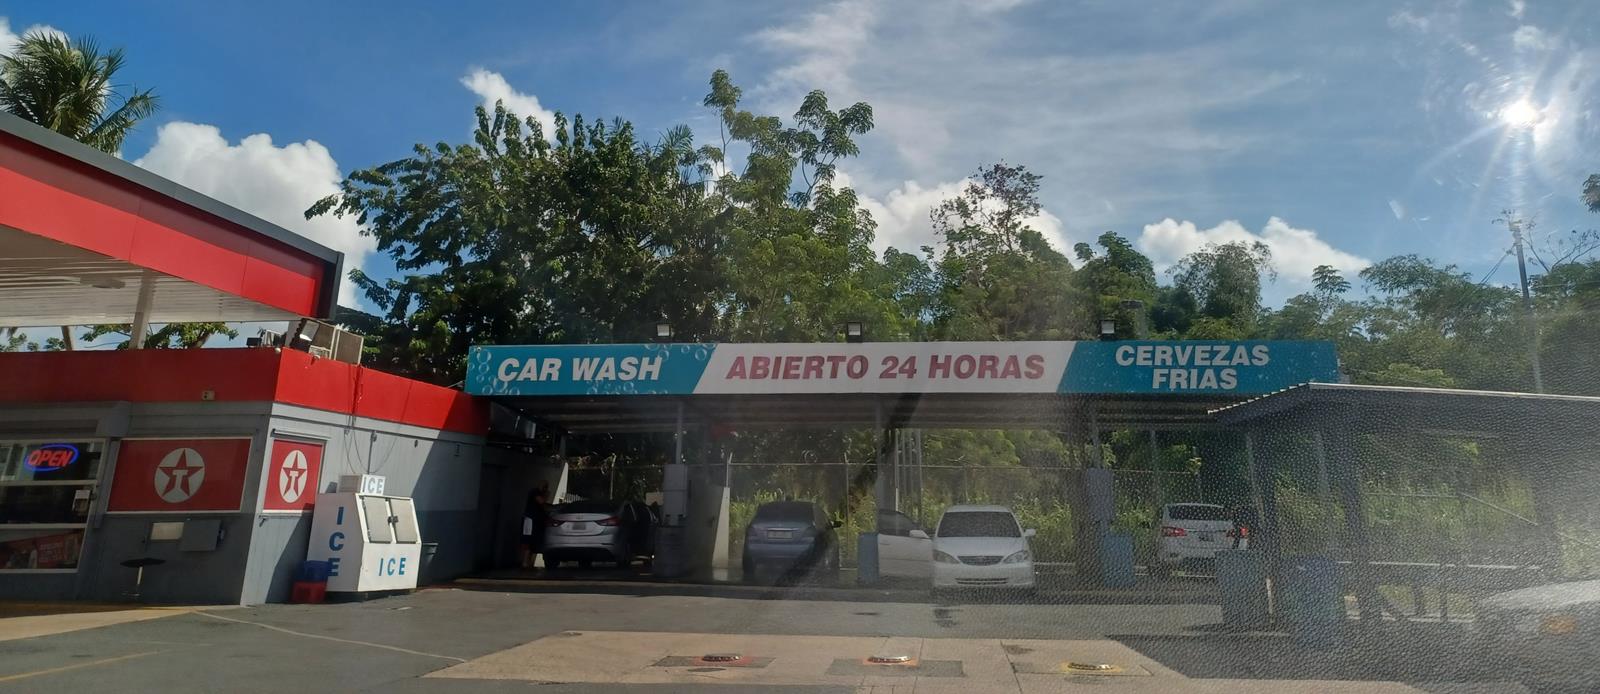 CAR WASH
ABIERTO 24 HORAS
CERVEZAS
FRIAS
OPEN
T
T
ICE
ICE
ICE